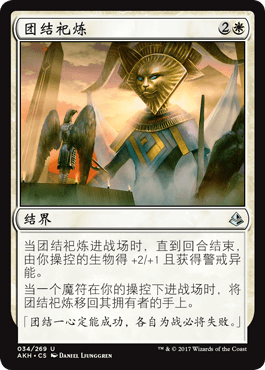 团结祀炼 2
结界
当团结祀炼进战场时，直到回合结束，
由你操控的生物得 +2/+1 且获得警戒异
能。
当一个魔符在你的操控下进战场时，将
团结祀炼移回其拥有者的手上。
「团结一心定能成功，各自为战必将失败。」
034/269 U
AKH • CS DANIEL LJUNGGREN
™ & © 2017 Wizards of the Coast